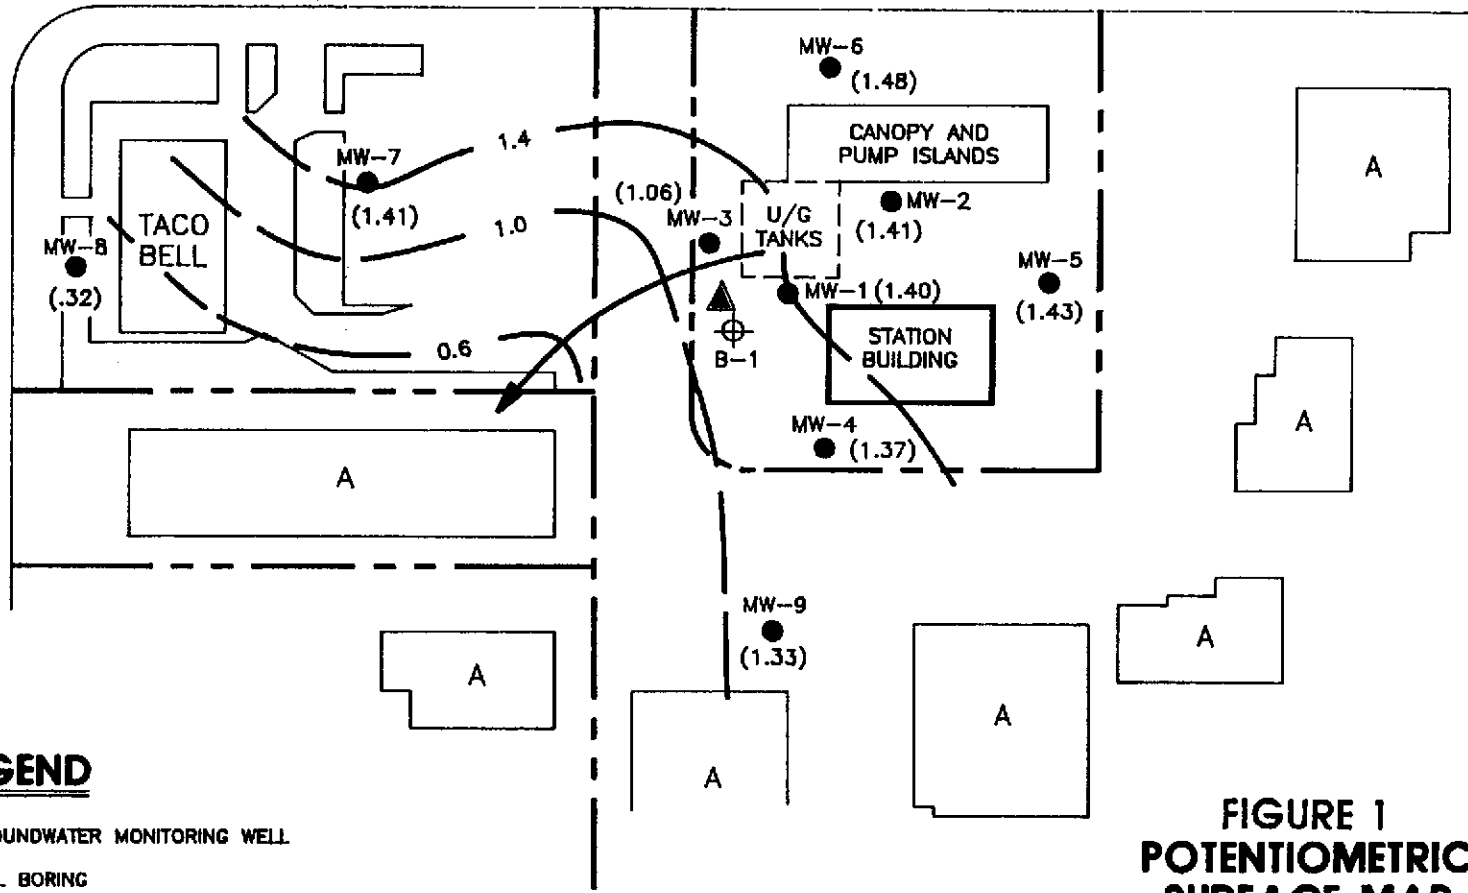 MW-6
(1.48)
CANOPY AND
PUMP ISLANDS
A
1.4
MW-7
(1.41)
(1.06)
MW-3
U/G
TANKS
MW-2
(1.41)
TACO
BELL
1.0
MW-8
(.32)
MW-5
(1.43)
MW-1 (1.40)
B-1
STATION
BUILDING
0.6
MW-4
(1.37)
A
A
MW-9
(1.33)
A
A
A
A
GEND
OUNDWATER MONITORING WELL
L BORING
FIGURE 1
POTENTIOMETRIC
SURFACE MAP